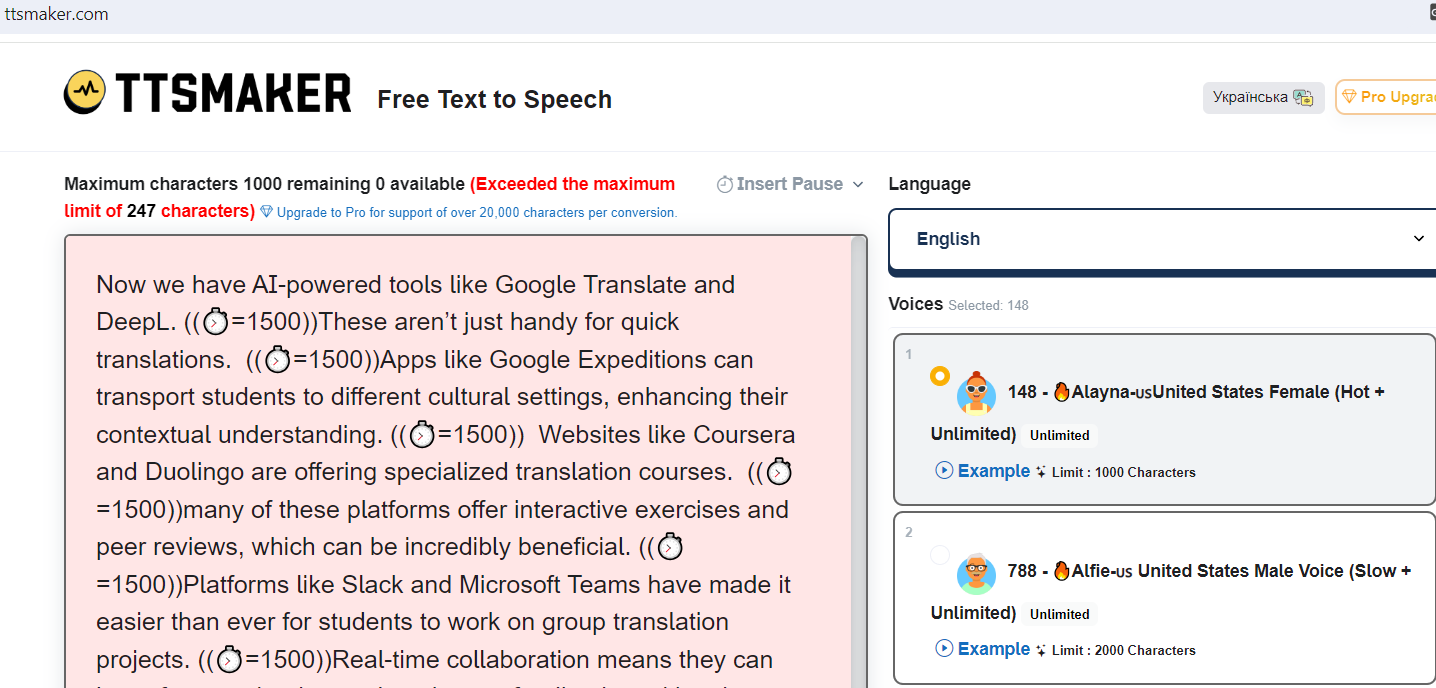 ttsmaker.com
TTSMAKER
Free Text to Speech
Українська
Pro Upgra
Maximum characters 1000 remaining 0 available (Exceeded the maximum
limit of 247 characters) Upgrade to Pro for support of over 20,000 characters per conversion.
Insert Pause
Now we have AI-powered tools like Google Translate and
DeepL. ((⏱=1500))These aren’t just handy for quick
translations.  ((⏱=1500))Apps like Google Expeditions can
transport students to different cultural settings, enhancing their
contextual understanding. ((⏱=1500))  Websites like Coursera
and Duolingo are offering specialized translation courses.  ((⏱
=1500))many of these platforms offer interactive exercises and
peer reviews, which can be incredibly beneficial. ((⏱
=1500))Platforms like Slack and Microsoft Teams have made it
easier than ever for students to work on group translation
projects. ((⏱=1500))Real-time collaboration means they can
Language
English
Voices Selected: 148
1
148 - 🔥Alayna-USUnited States Female (Hot +
Unlimited) Unlimited
Example Limit : 1000 Characters
2
788 - 🔥Alfie-US United States Male Voice (Slow +
Unlimited) Unlimited
Example Limit : 2000 Characters